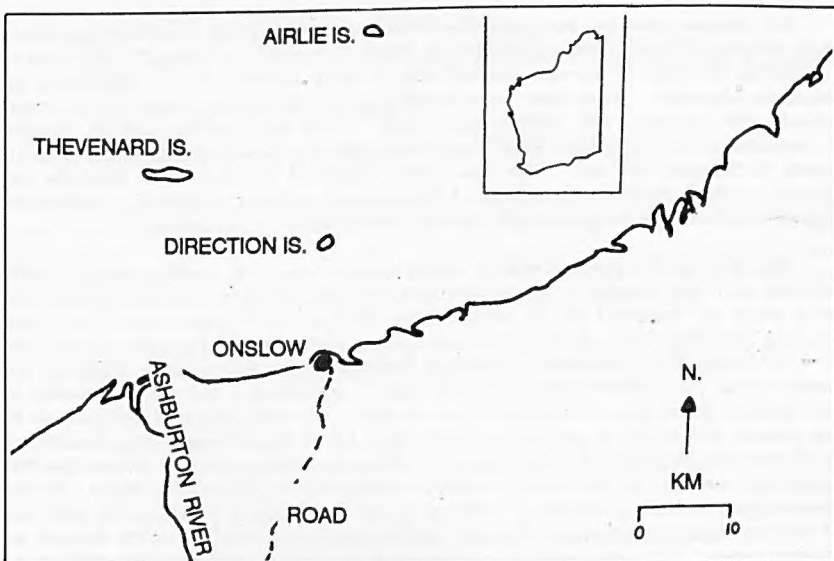 AIRLIE IS.
THEVENARD IS.
DIRECTION IS.
ONSLOW
ASHBURTON RIVER
ROAD
N.
KM
0 10